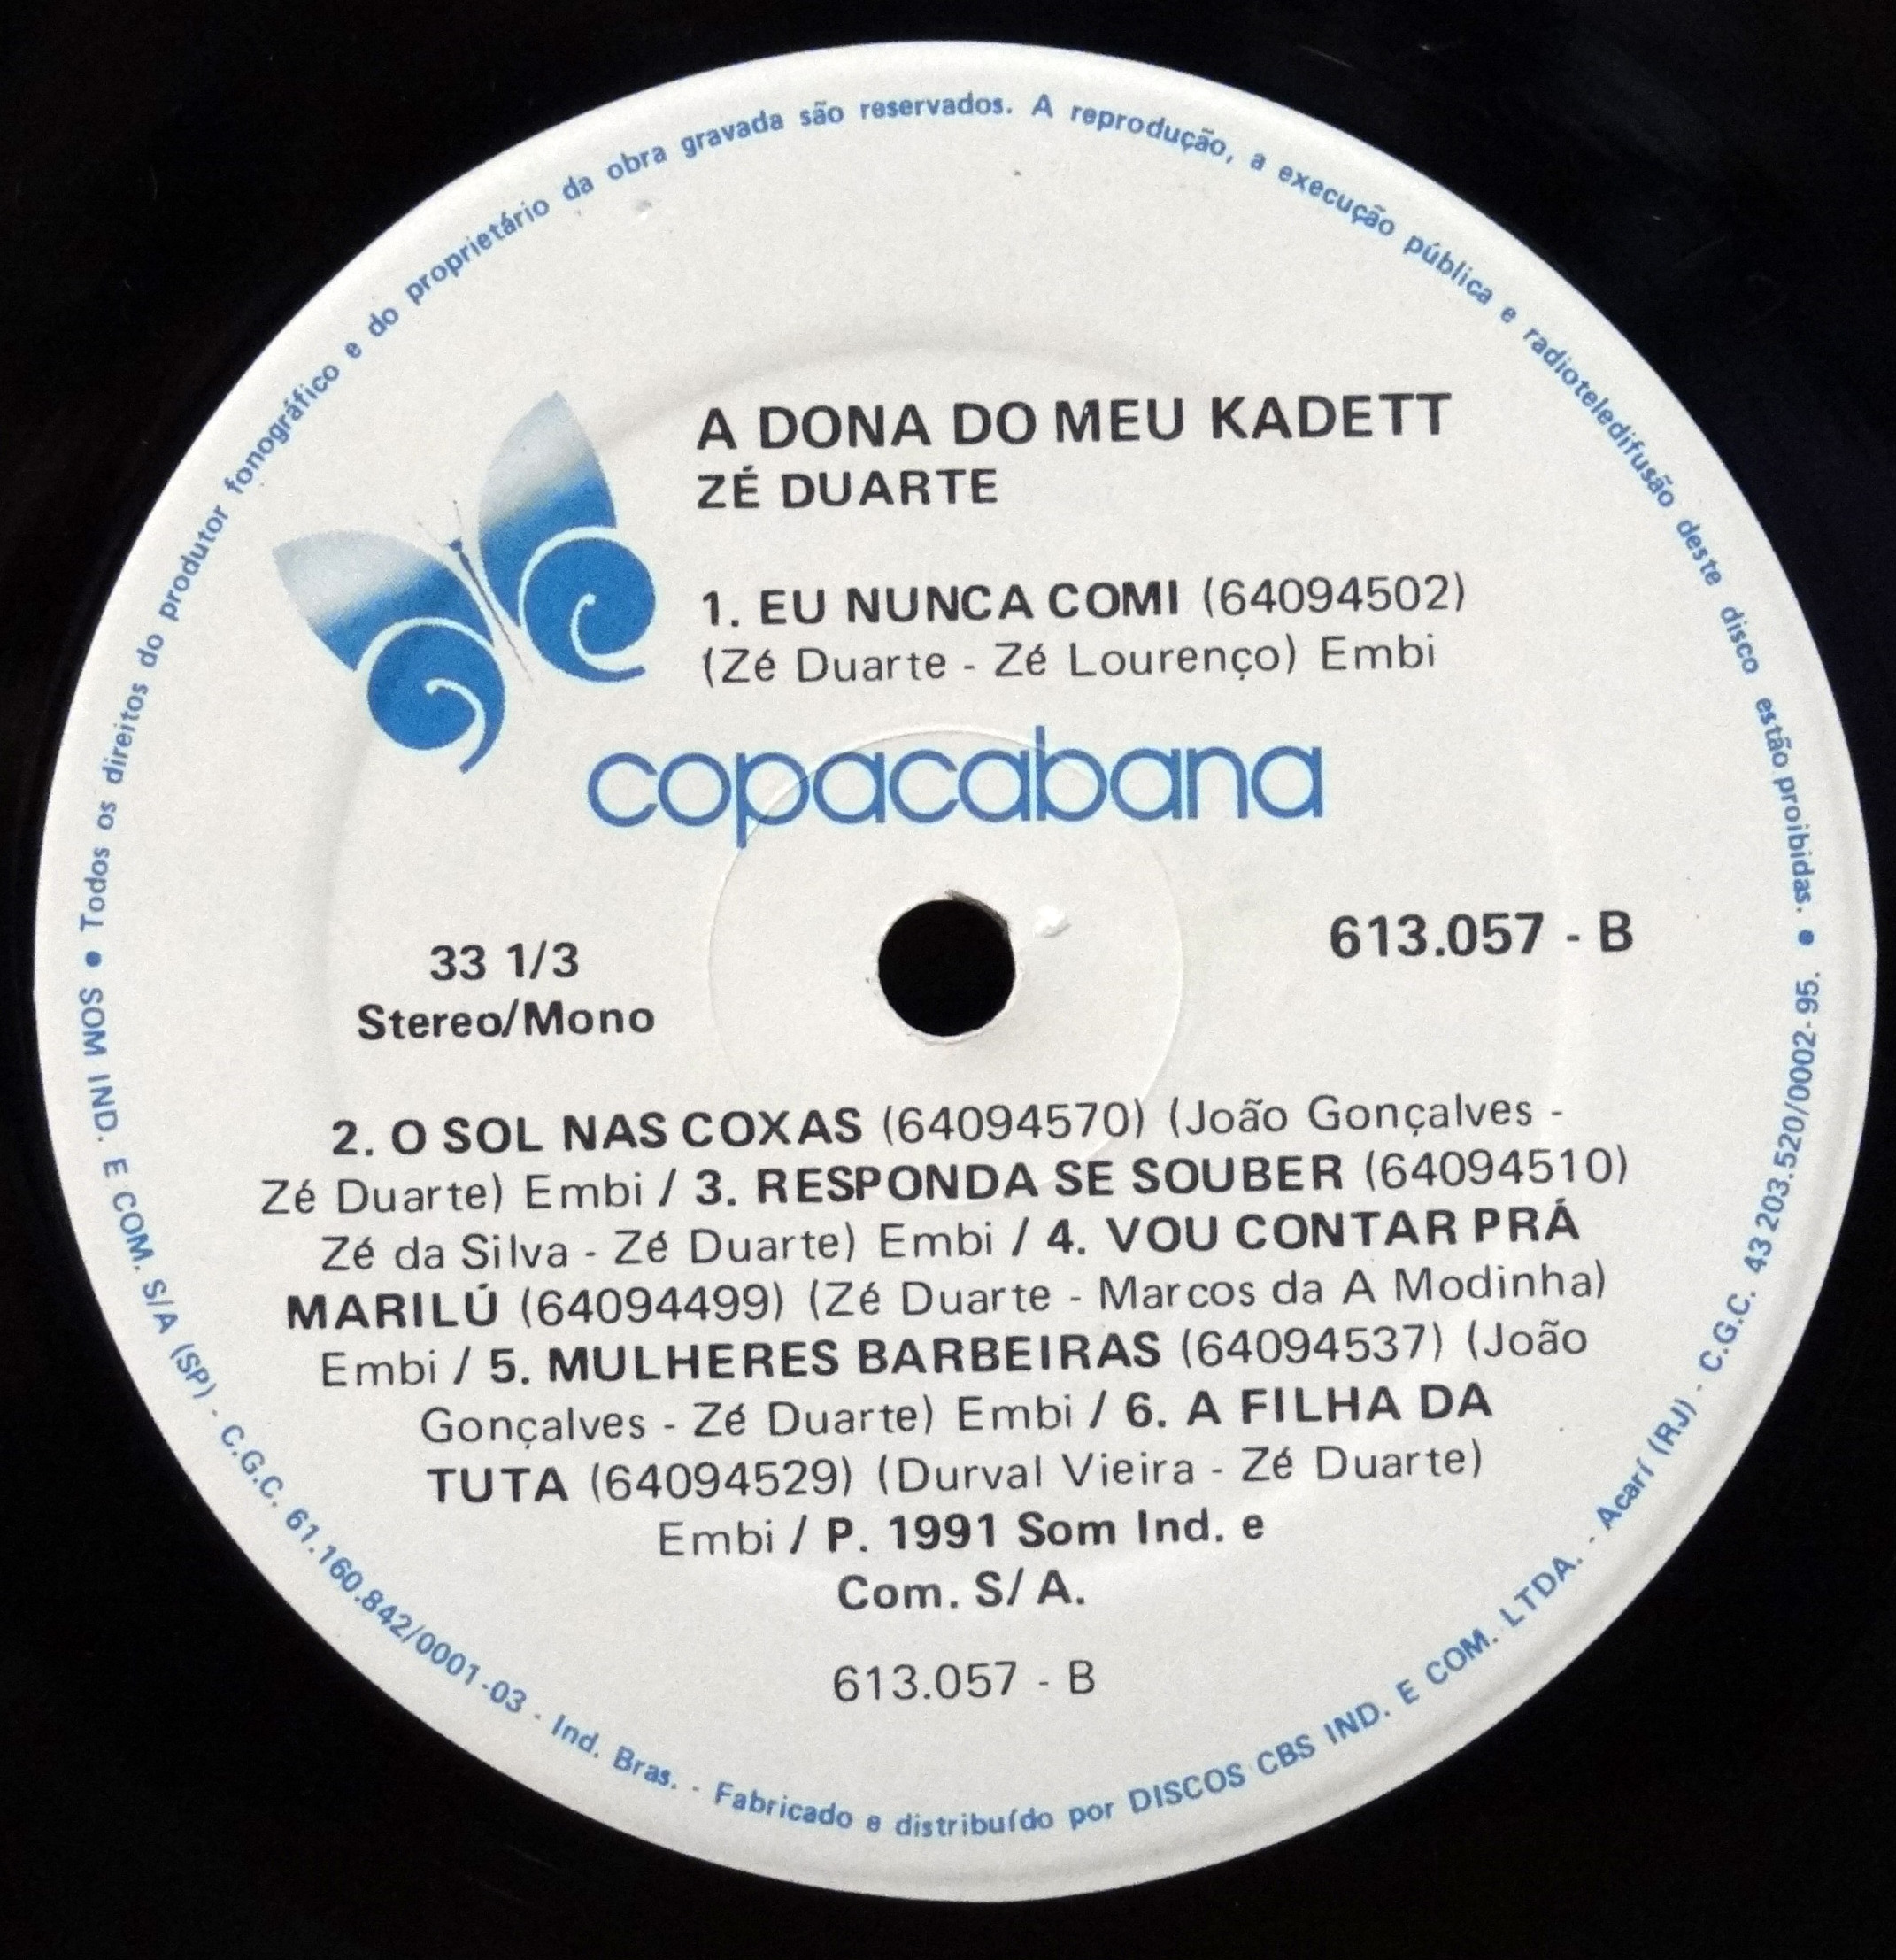 A DONA DO MEU KADETT
ZÉ DUARTE
1. EU NUNCA COMI (64094502)
(Zé Duarte - Zé Lourenço) Embi
copacabana
33 1/3
Stereo/Mono
613.057 - B
2. O SOL NAS COXAS (64094570) (João Gonçalves -
Zé Duarte) Embi / 3. RESPONDA SE SOUBER (64094510)
Zé da Silva - Zé Duarte) Embi / 4. VOU CONTAR PRÁ
MARILÚ (64094499) (Zé Duarte - Marcos da A Modinha)
Embi / 5. MULHERES BARBEIRAS (64094537) (João
Gonçalves - Zé Duarte) Embi / 6. A FILHA DA
TUTA (64094529) (Durval Vieira - Zé Duarte)
Embi / P. 1991 Som Ind. e
Com. S/A.
613.057 - B
• Todos os direitos do produtor fonográfico e do proprietário da obra gravada são reservados. A reprodução, a execução pública e radioteledifusão deste disco estão proibidas. •
SOM IND. E COM. S/A (SP) - C.G.C. 61.160.842/0001-03 - Ind. Bras. - Fabricado e distribuído por DISCOS CBS IND. E COM. LTDA. - Acarí (RJ) - C.G.C. 43 203.520/0002-95.